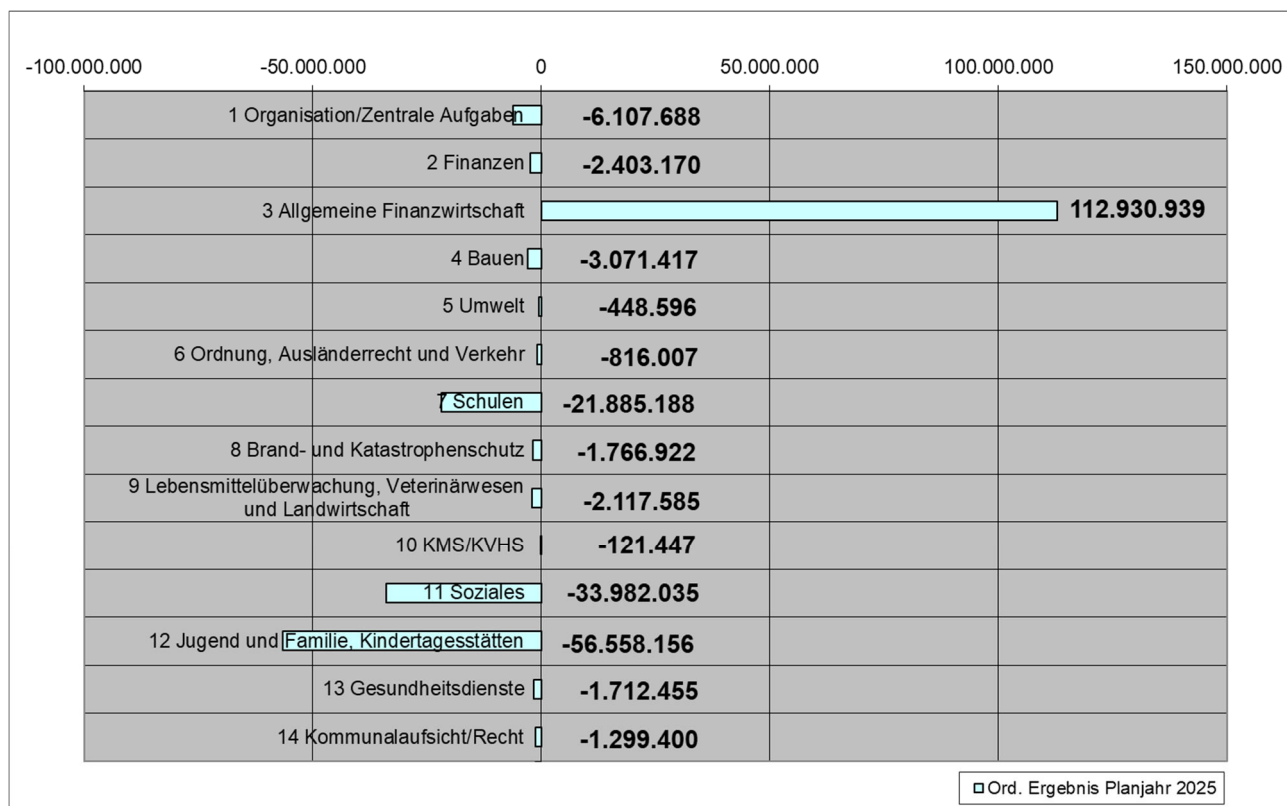 -100.000.000 -50.000.000 0 50.000.000 100.000.000 150.000.000
1 Organisation/Zentrale Aufgaben -6.107.688
2 Finanzen -2.403.170
3 Allgemeine Finanzwirtschaft 112.930.939
4 Bauen -3.071.417
5 Umwelt -448.596
6 Ordnung, Ausländerrecht und Verkehr -816.007
7 Schulen -21.885.188
8 Brand- und Katastrophenschutz -1.766.922
9 Lebensmittelüberwachung, Veterinärwesen
und Landwirtschaft -2.117.585
10 KMS/KVHS -121.447
11 Soziales -33.982.035
12 Jugend und Familie, Kindertagesstätten -56.558.156
13 Gesundheitsdienste -1.712.455
14 Kommunalaufsicht/Recht -1.299.400
Ord. Ergebnis Planjahr 2025